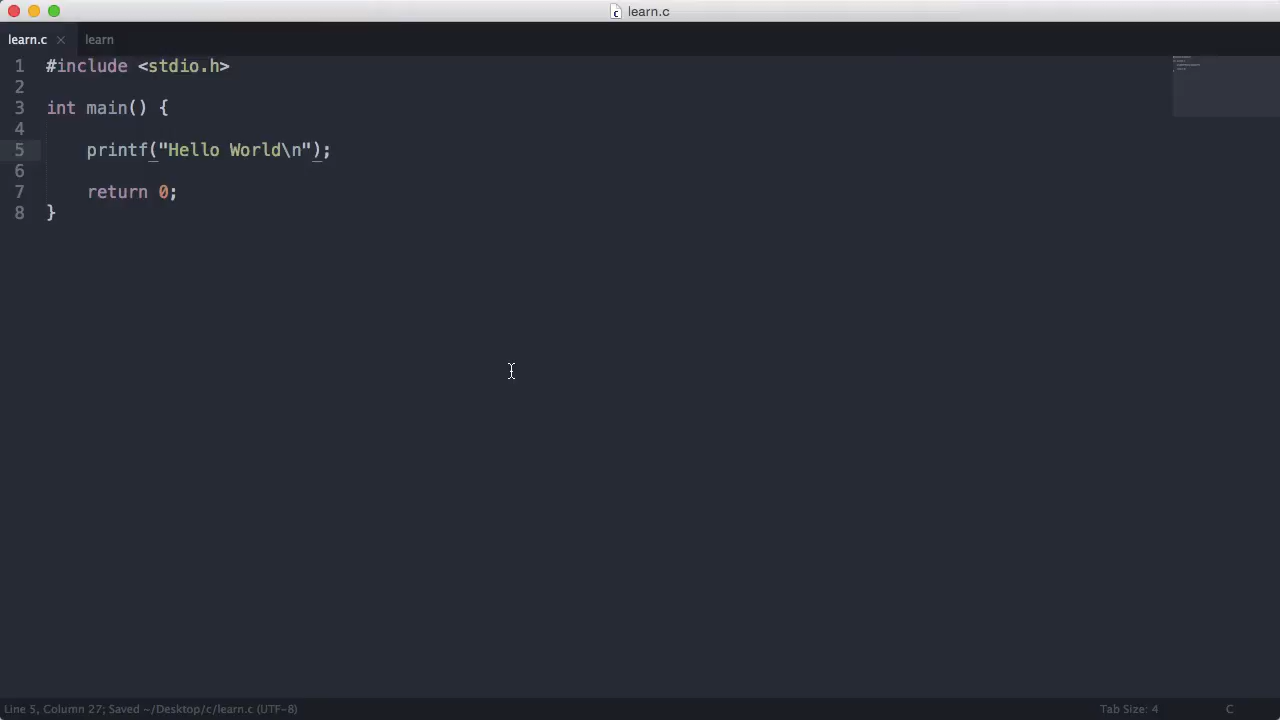 learn.c
learn.c × learn
1 #include <stdio.h>
2
3 int main() {
4
5     printf("Hello World\n");
6
7     return 0;
8 }
Line 5, Column 27; Saved ~/Desktop/c/learn.c (UTF-8) Tab Size: 4 C